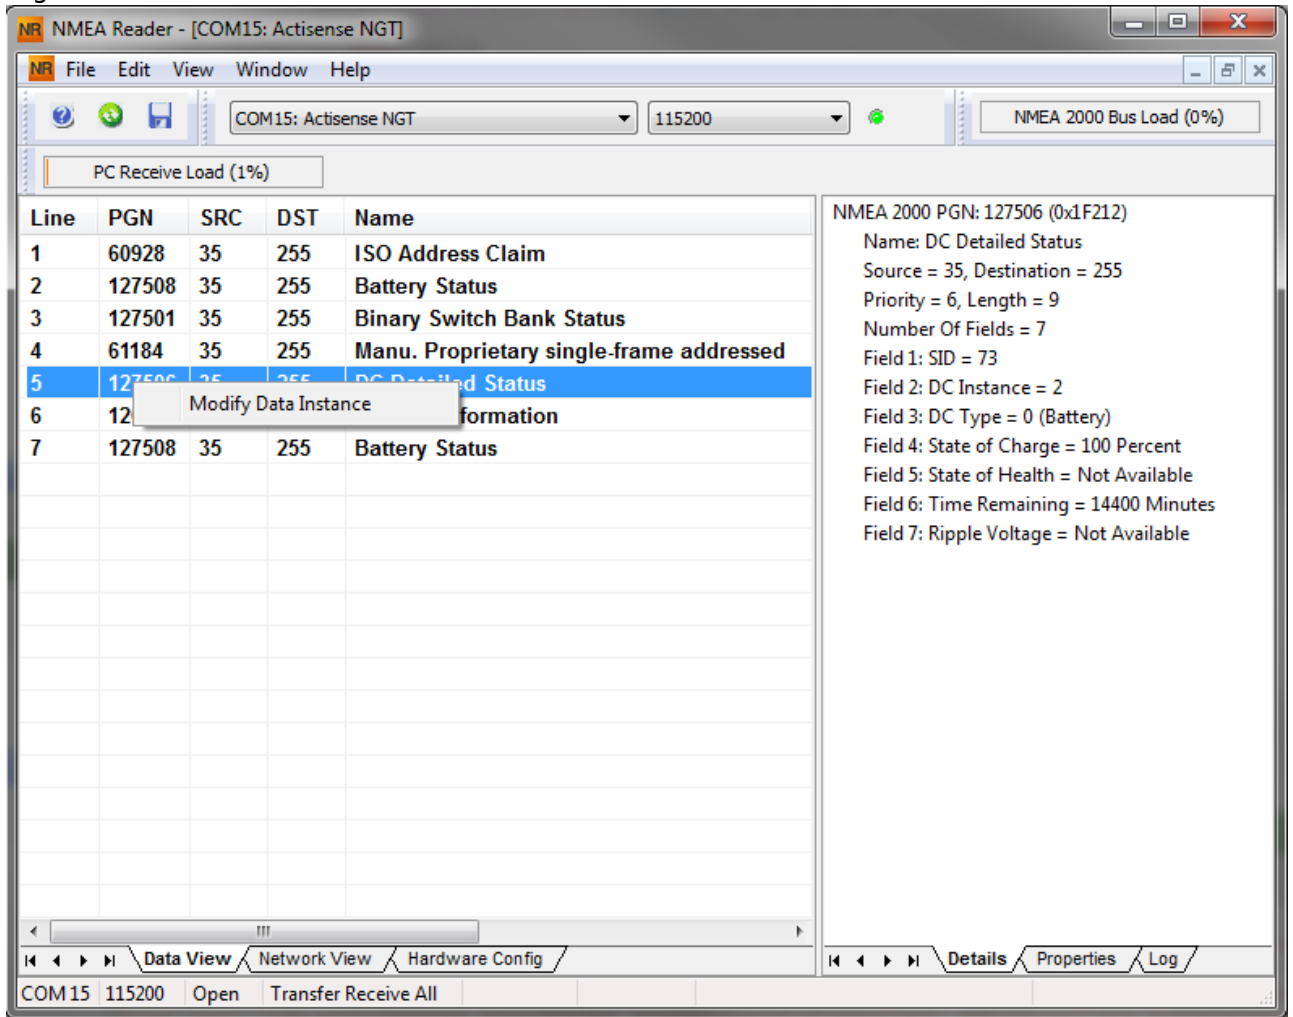 NR NMEA Reader - [COM15: Actisense NGT]
NR File Edit View Window Help
COM15: Actisense NGT 115200 NMEA 2000 Bus Load (0%)
PC Receive Load (1%)
Line PGN SRC DST Name
1 60928 35 255 ISO Address Claim
2 127508 35 255 Battery Status
3 127501 35 255 Binary Switch Bank Status
4 61184 35 255 Manu. Proprietary single-frame addressed
5 127506 35 255 DC Detailed Status
Modify Data Instance
6 12 formation
7 127508 35 255 Battery Status
NMEA 2000 PGN: 127506 (0x1F212)
Name: DC Detailed Status
Source = 35, Destination = 255
Priority = 6, Length = 9
Number Of Fields = 7
Field 1: SID = 73
Field 2: DC Instance = 2
Field 3: DC Type = 0 (Battery)
Field 4: State of Charge = 100 Percent
Field 5: State of Health = Not Available
Field 6: Time Remaining = 14400 Minutes
Field 7: Ripple Voltage = Not Available
Data View Network View Hardware Config
Details Properties Log
COM15 115200 Open Transfer Receive All